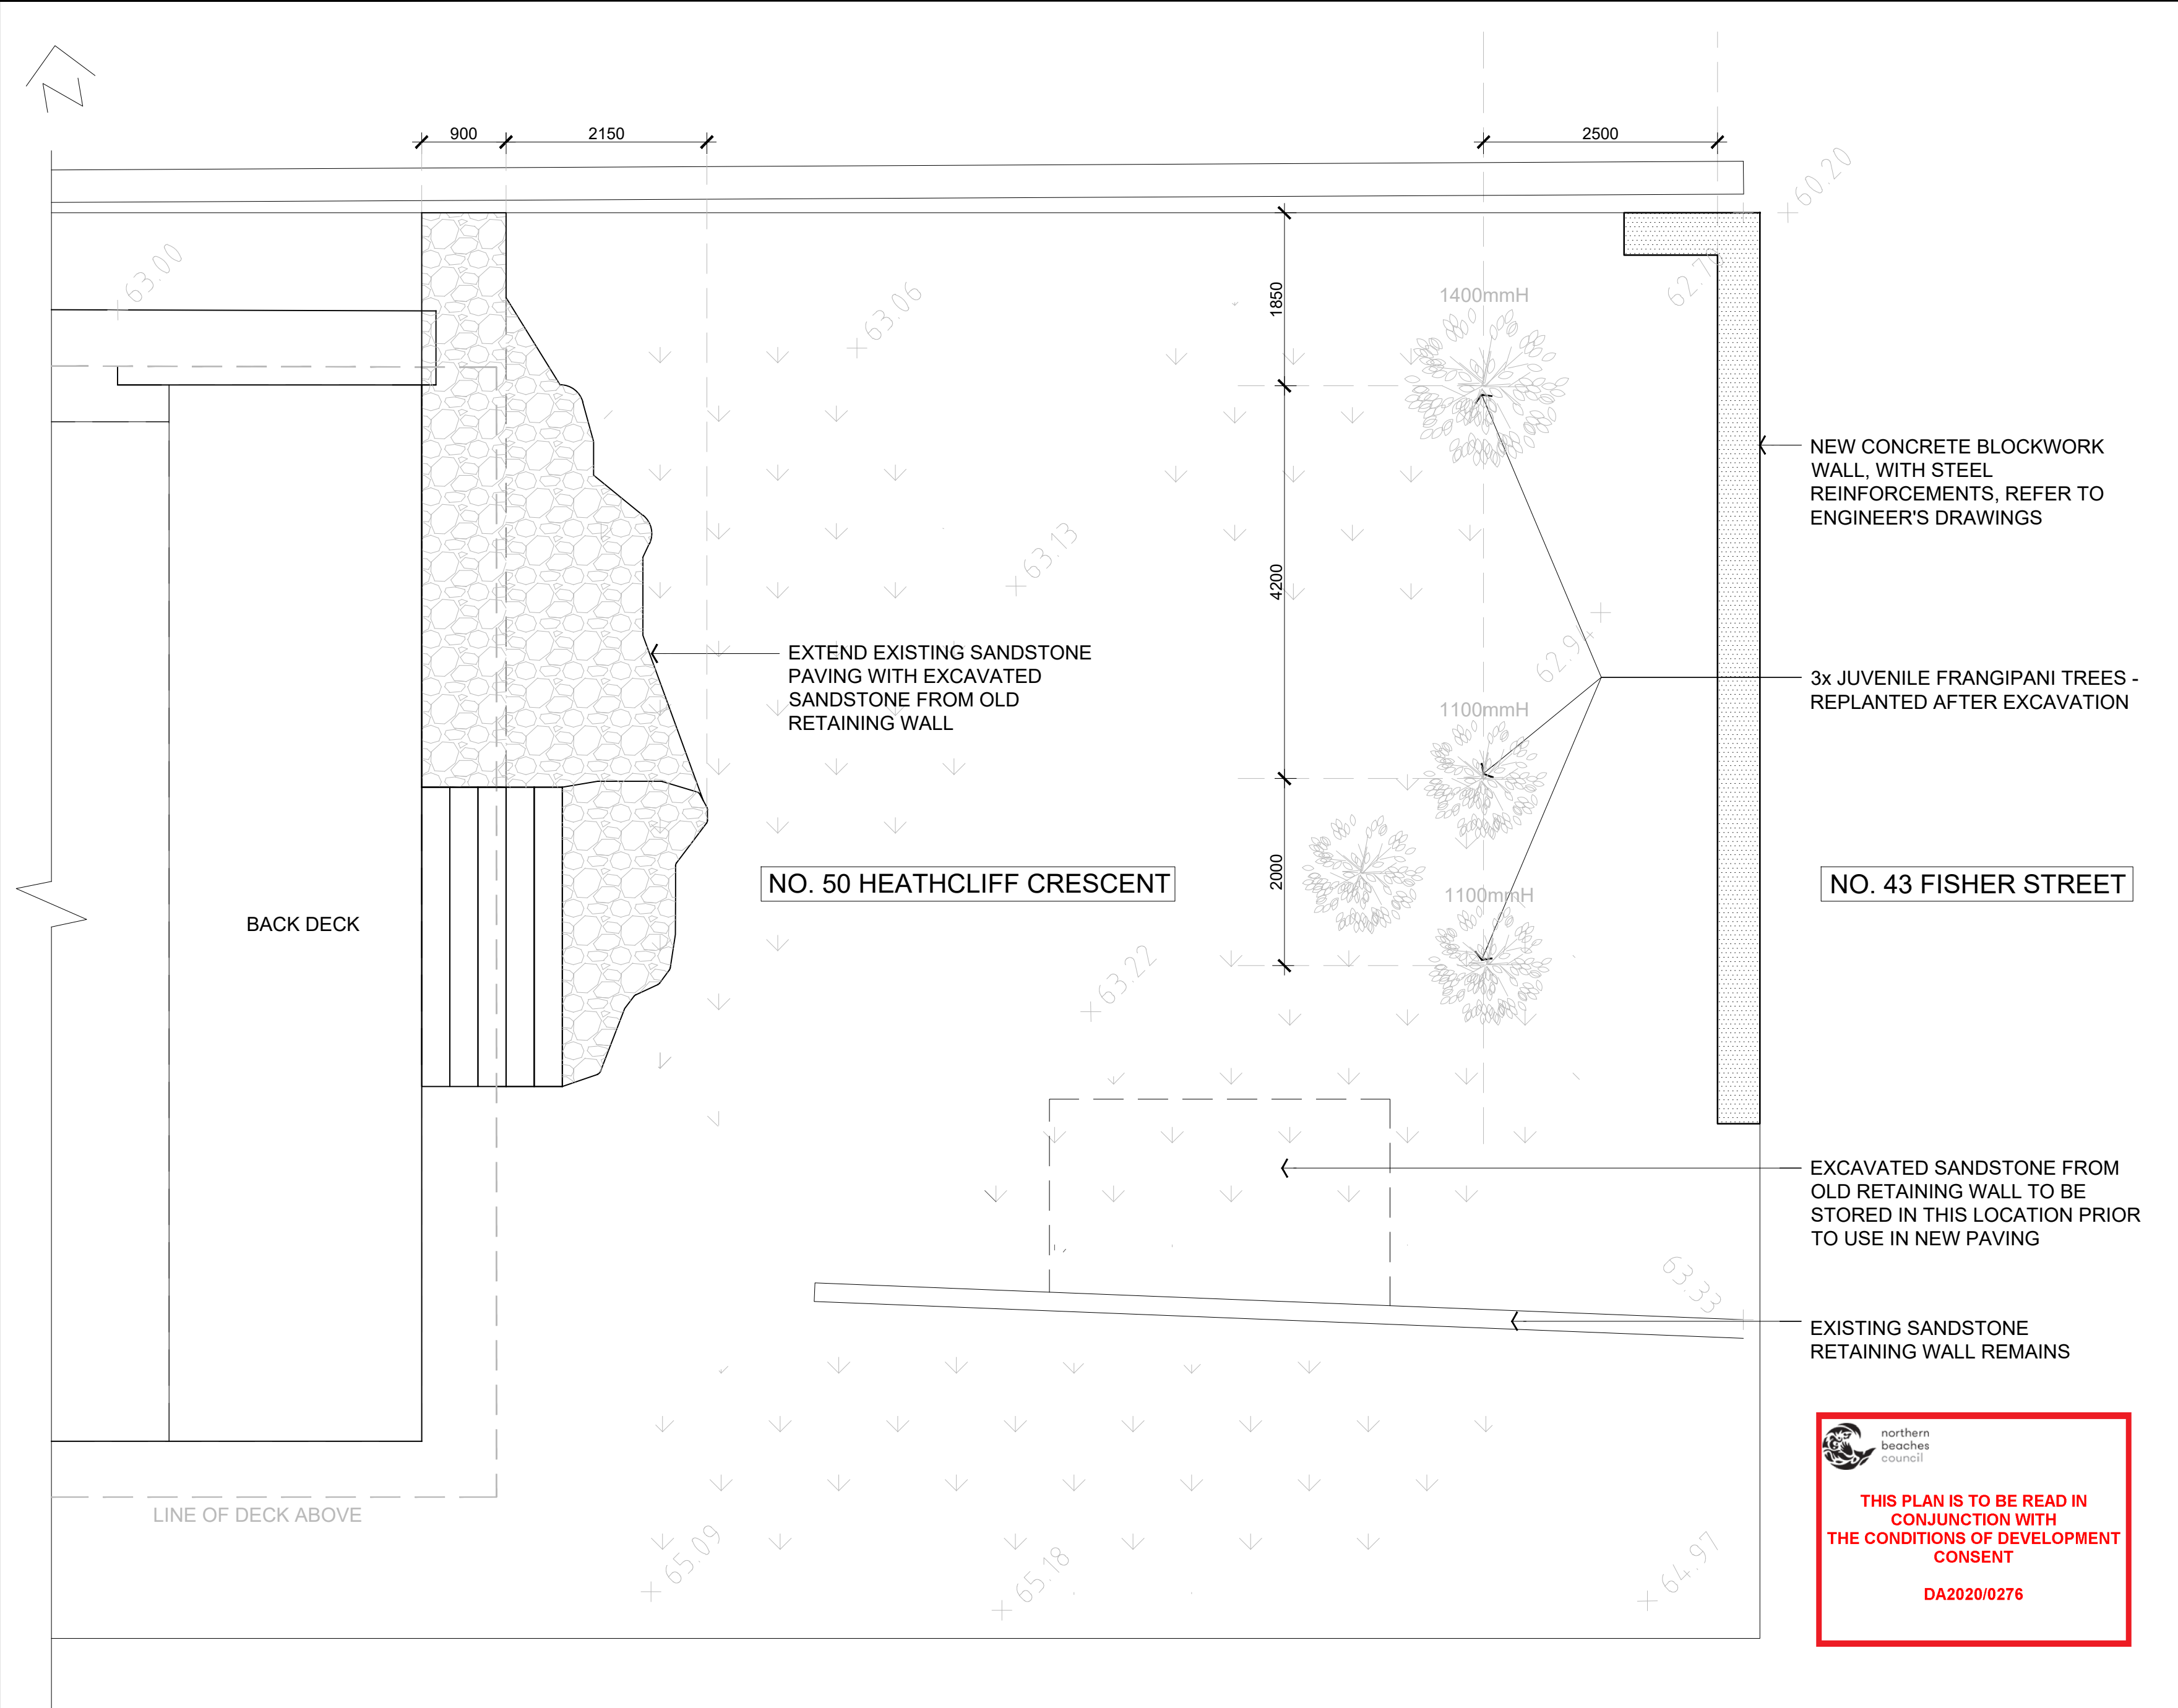 N
900
2150
2500
60.20
63.00
63.06
1400mmH
1850
NEW CONCRETE BLOCKWORK
WALL, WITH STEEL
REINFORCEMENTS, REFER TO
ENGINEER'S DRAWINGS
63.13
4200
EXTEND EXISTING SANDSTONE
PAVING WITH EXCAVATED
SANDSTONE FROM OLD
RETAINING WALL
3x JUVENILE FRANGIPANI TREES -
REPLANTED AFTER EXCAVATION
1100mmH
2000
NO. 50 HEATHCLIFF CRESCENT
NO. 43 FISHER STREET
1100mmH
BACK DECK
63.22
EXCAVATED SANDSTONE FROM
OLD RETAINING WALL TO BE
STORED IN THIS LOCATION PRIOR
TO USE IN NEW PAVING
63.33
EXISTING SANDSTONE
RETAINING WALL REMAINS
LINE OF DECK ABOVE
65.09
65.18
64.97
northern
beaches
council
THIS PLAN IS TO BE READ IN
CONJUNCTION WITH
THE CONDITIONS OF DEVELOPMENT
CONSENT
DA2020/0276